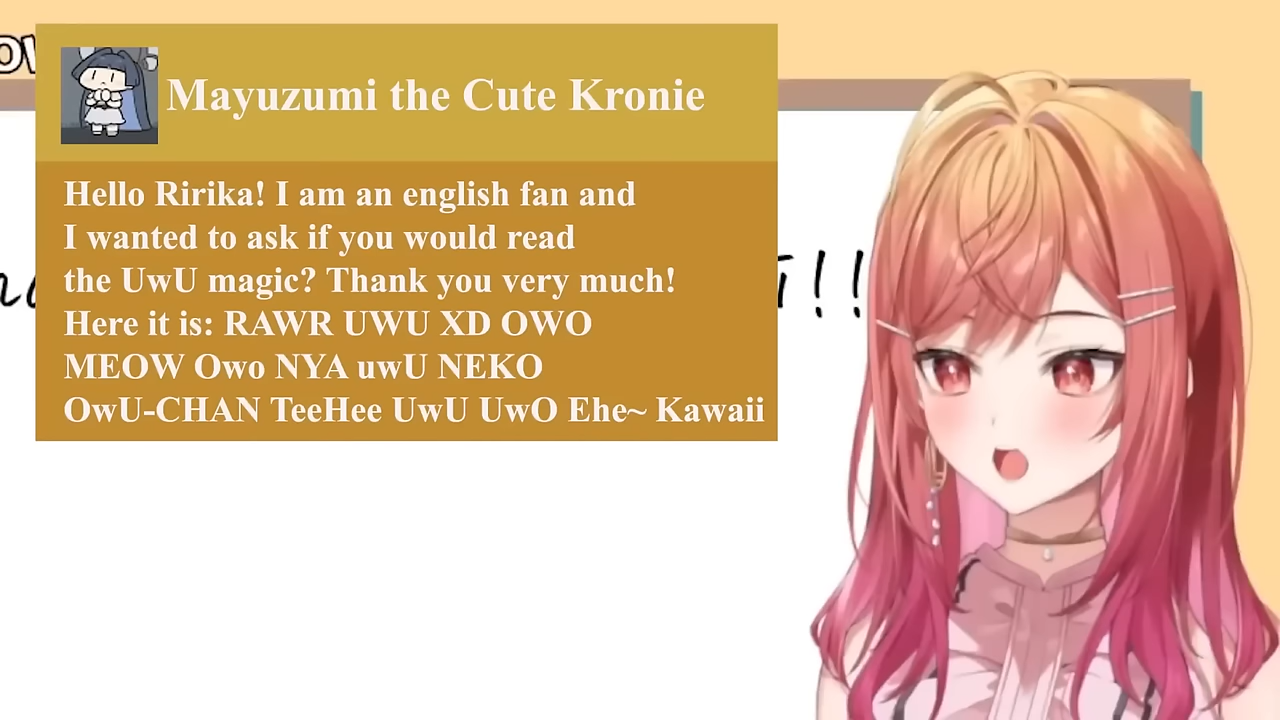 Mayuzumi the Cute Kronie
Hello Ririka! I am an english fan and
I wanted to ask if you would read
the UwU magic? Thank you very much!
Here it is: RAWR UWU XD OWO
MEOW Owo NYA uwU NEKO
OwU-CHAN TeeHee UwU UwO Ehe~ Kawaii
!!